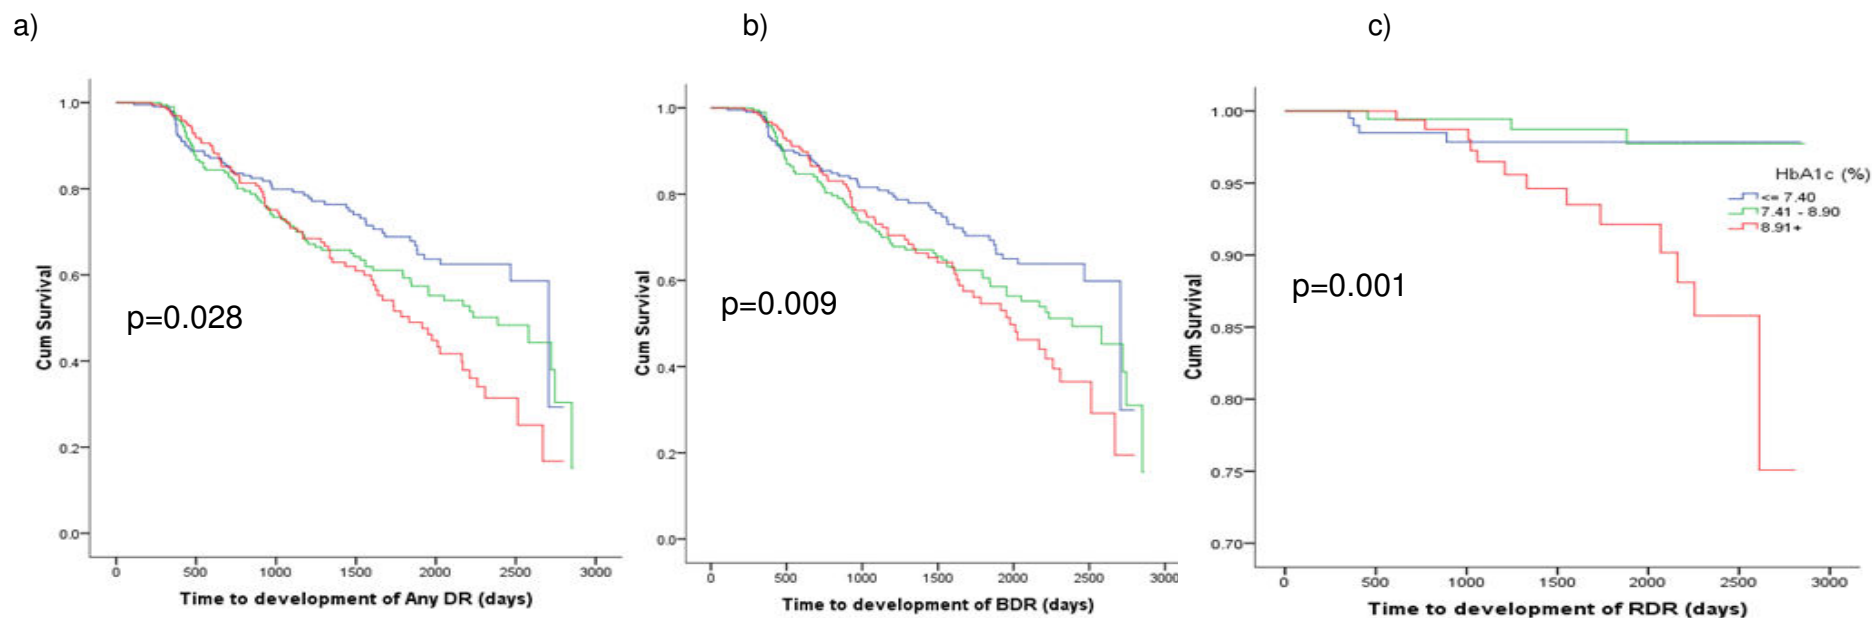 a)
b)
c)
1.0
0.8
0.6
0.4
0.2
0.0
Cum Survival
p=0.028
0 500 1000 1500 2000 2500 3000
Time to development of Any DR (days)
1.0
0.8
0.6
0.4
0.2
0.0
Cum Survival
p=0.009
0 500 1000 1500 2000 2500 3000
Time to development of BDR (days)
1.00
0.95
0.90
0.85
0.80
0.75
0.70
Cum Survival
p=0.001
HbA1c (%)
<= 7.40
7.41 - 8.90
8.91+
0 500 1000 1500 2000 2500 3000
Time to development of RDR (days)